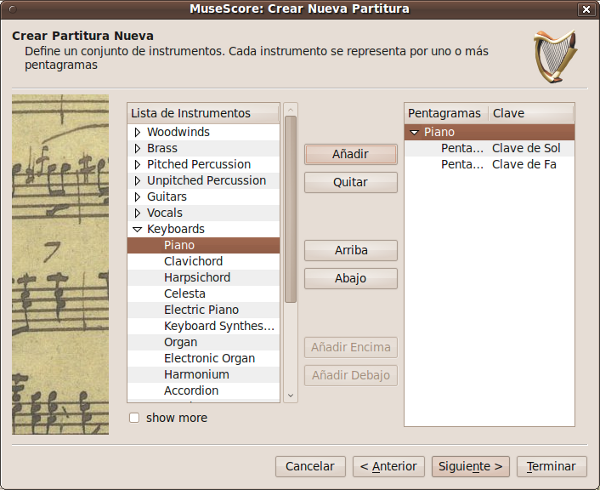 MuseScore: Crear Nueva Partitura
Crear Partitura Nueva
Define un conjunto de instrumentos. Cada instrumento se representa por uno o más
pentagramas
Lista de Instrumentos
Woodwinds
Brass
Pitched Percussion
Unpitched Percussion
Guitars
Vocals
Keyboards
Piano
Clavichord
Harpsichord
Celesta
Electric Piano
Keyboard Synthes...
Organ
Electronic Organ
Harmonium
Accordion
show more
Añadir
Quitar
Arriba
Abajo
Añadir Encima
Añadir Debajo
Pentagramas Clave
Piano
Penta... Clave de Sol
Penta... Clave de Fa
Cancelar
< Anterior
Siguiente >
Terminar